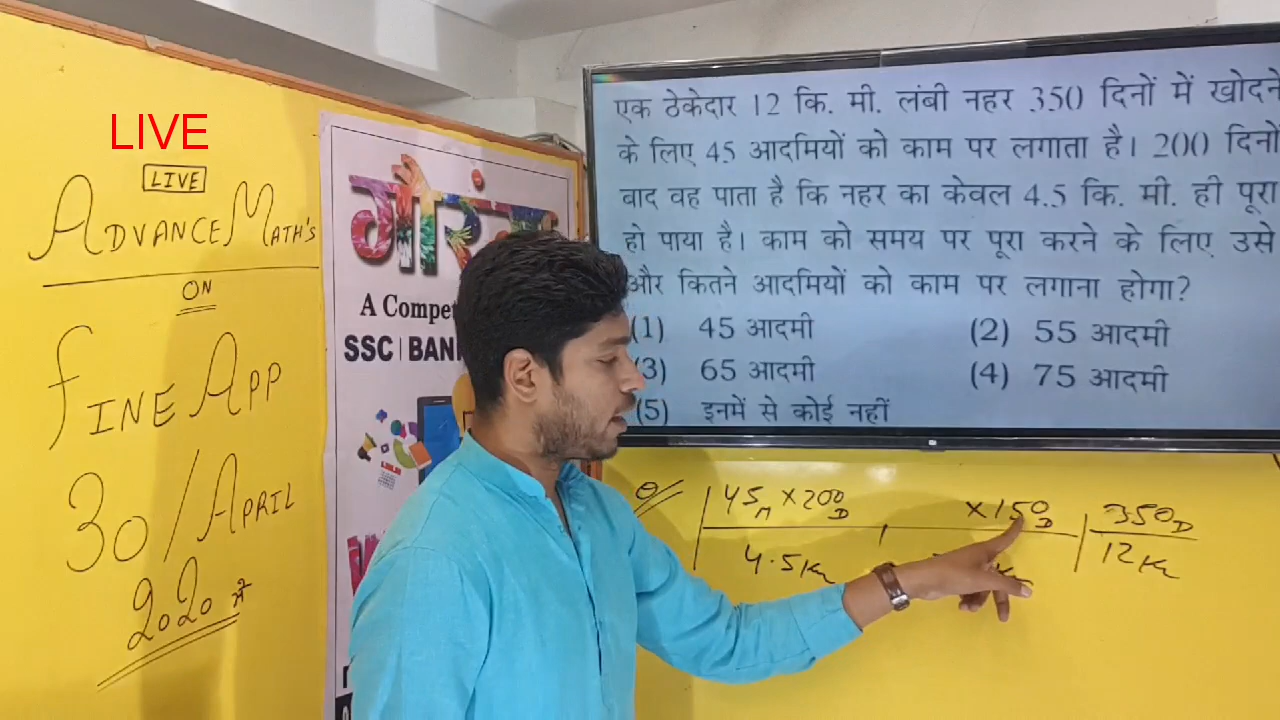 LIVE
LIVE
ADVANCE MATH'S
ON
FINE APP
30/APRIL
2020 में
गौरंग
A Compet
SSC | BANK
एक ठेकेदार 12 कि. मी. लंबी नहर 350 दिनों में खोदने
के लिए 45 आदमियों को काम पर लगाता है। 200 दिनों
बाद वह पाता है कि नहर का केवल 4.5 कि. मी. ही पूरा
हो पाया है। काम को समय पर पूरा करने के लिए उसे
और कितने आदमियों को काम पर लगाना होगा?
(1) 45 आदमी (2) 55 आदमी
(3) 65 आदमी (4) 75 आदमी
(5) इनमें से कोई नहीं
45M × 200D ×150D 350D
4.5Km 12Km